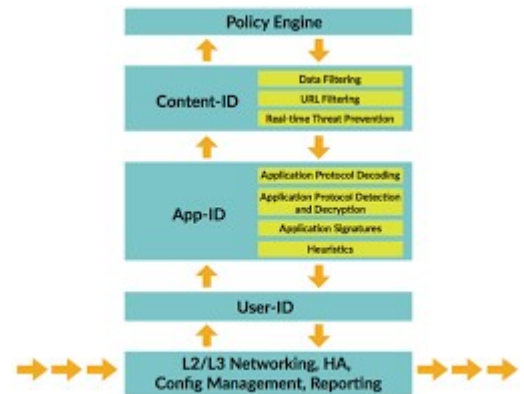 Policy Engine
Content-ID
Data Filtering
URL Filtering
Real-time Threat Prevention
App-ID
Application Protocol Decoding
Application Protocol Detection
and Decryption
Application Signatures
Heuristics
User-ID
L2/L3 Networking, HA,
Config Management, Reporting